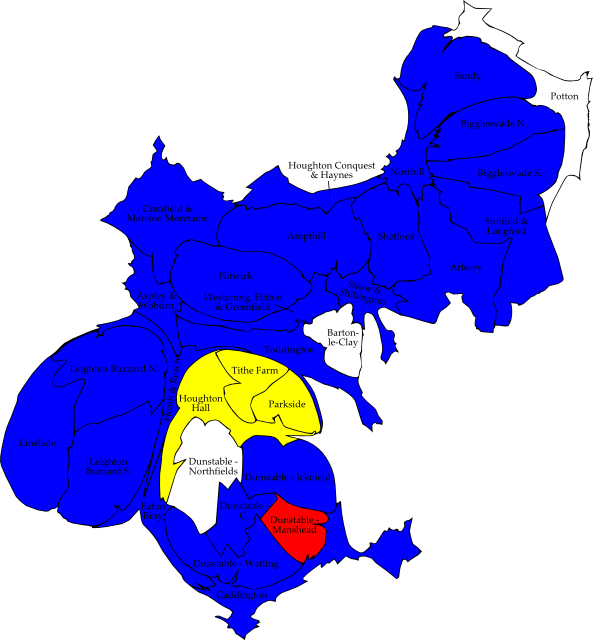 Sandy
Potton
Biggleswade N.
Houghton Conquest
& Haynes
Northill
Biggleswade S.
Cranfield &
Marston Moretaine
Stotfold &
Langford
Ampthill
Shefford
Arlesey
Flitwick
Silsoe &
Shillington
Aspley &
Woburn
Westoning, Flitton
& Greenfield
Barton-
le-Clay
Toddington
Leighton Buzzard N.
Tithe Farm
Houghton
Hall
Parkside
Linslade
Leighton
Buzzard S.
Dunstable -
Northfields
Dunstable - Icknield
Eaton
Bray
Dunstable -
C.
Dunstable -
Manshead
Dunstable - Watling
Caddington